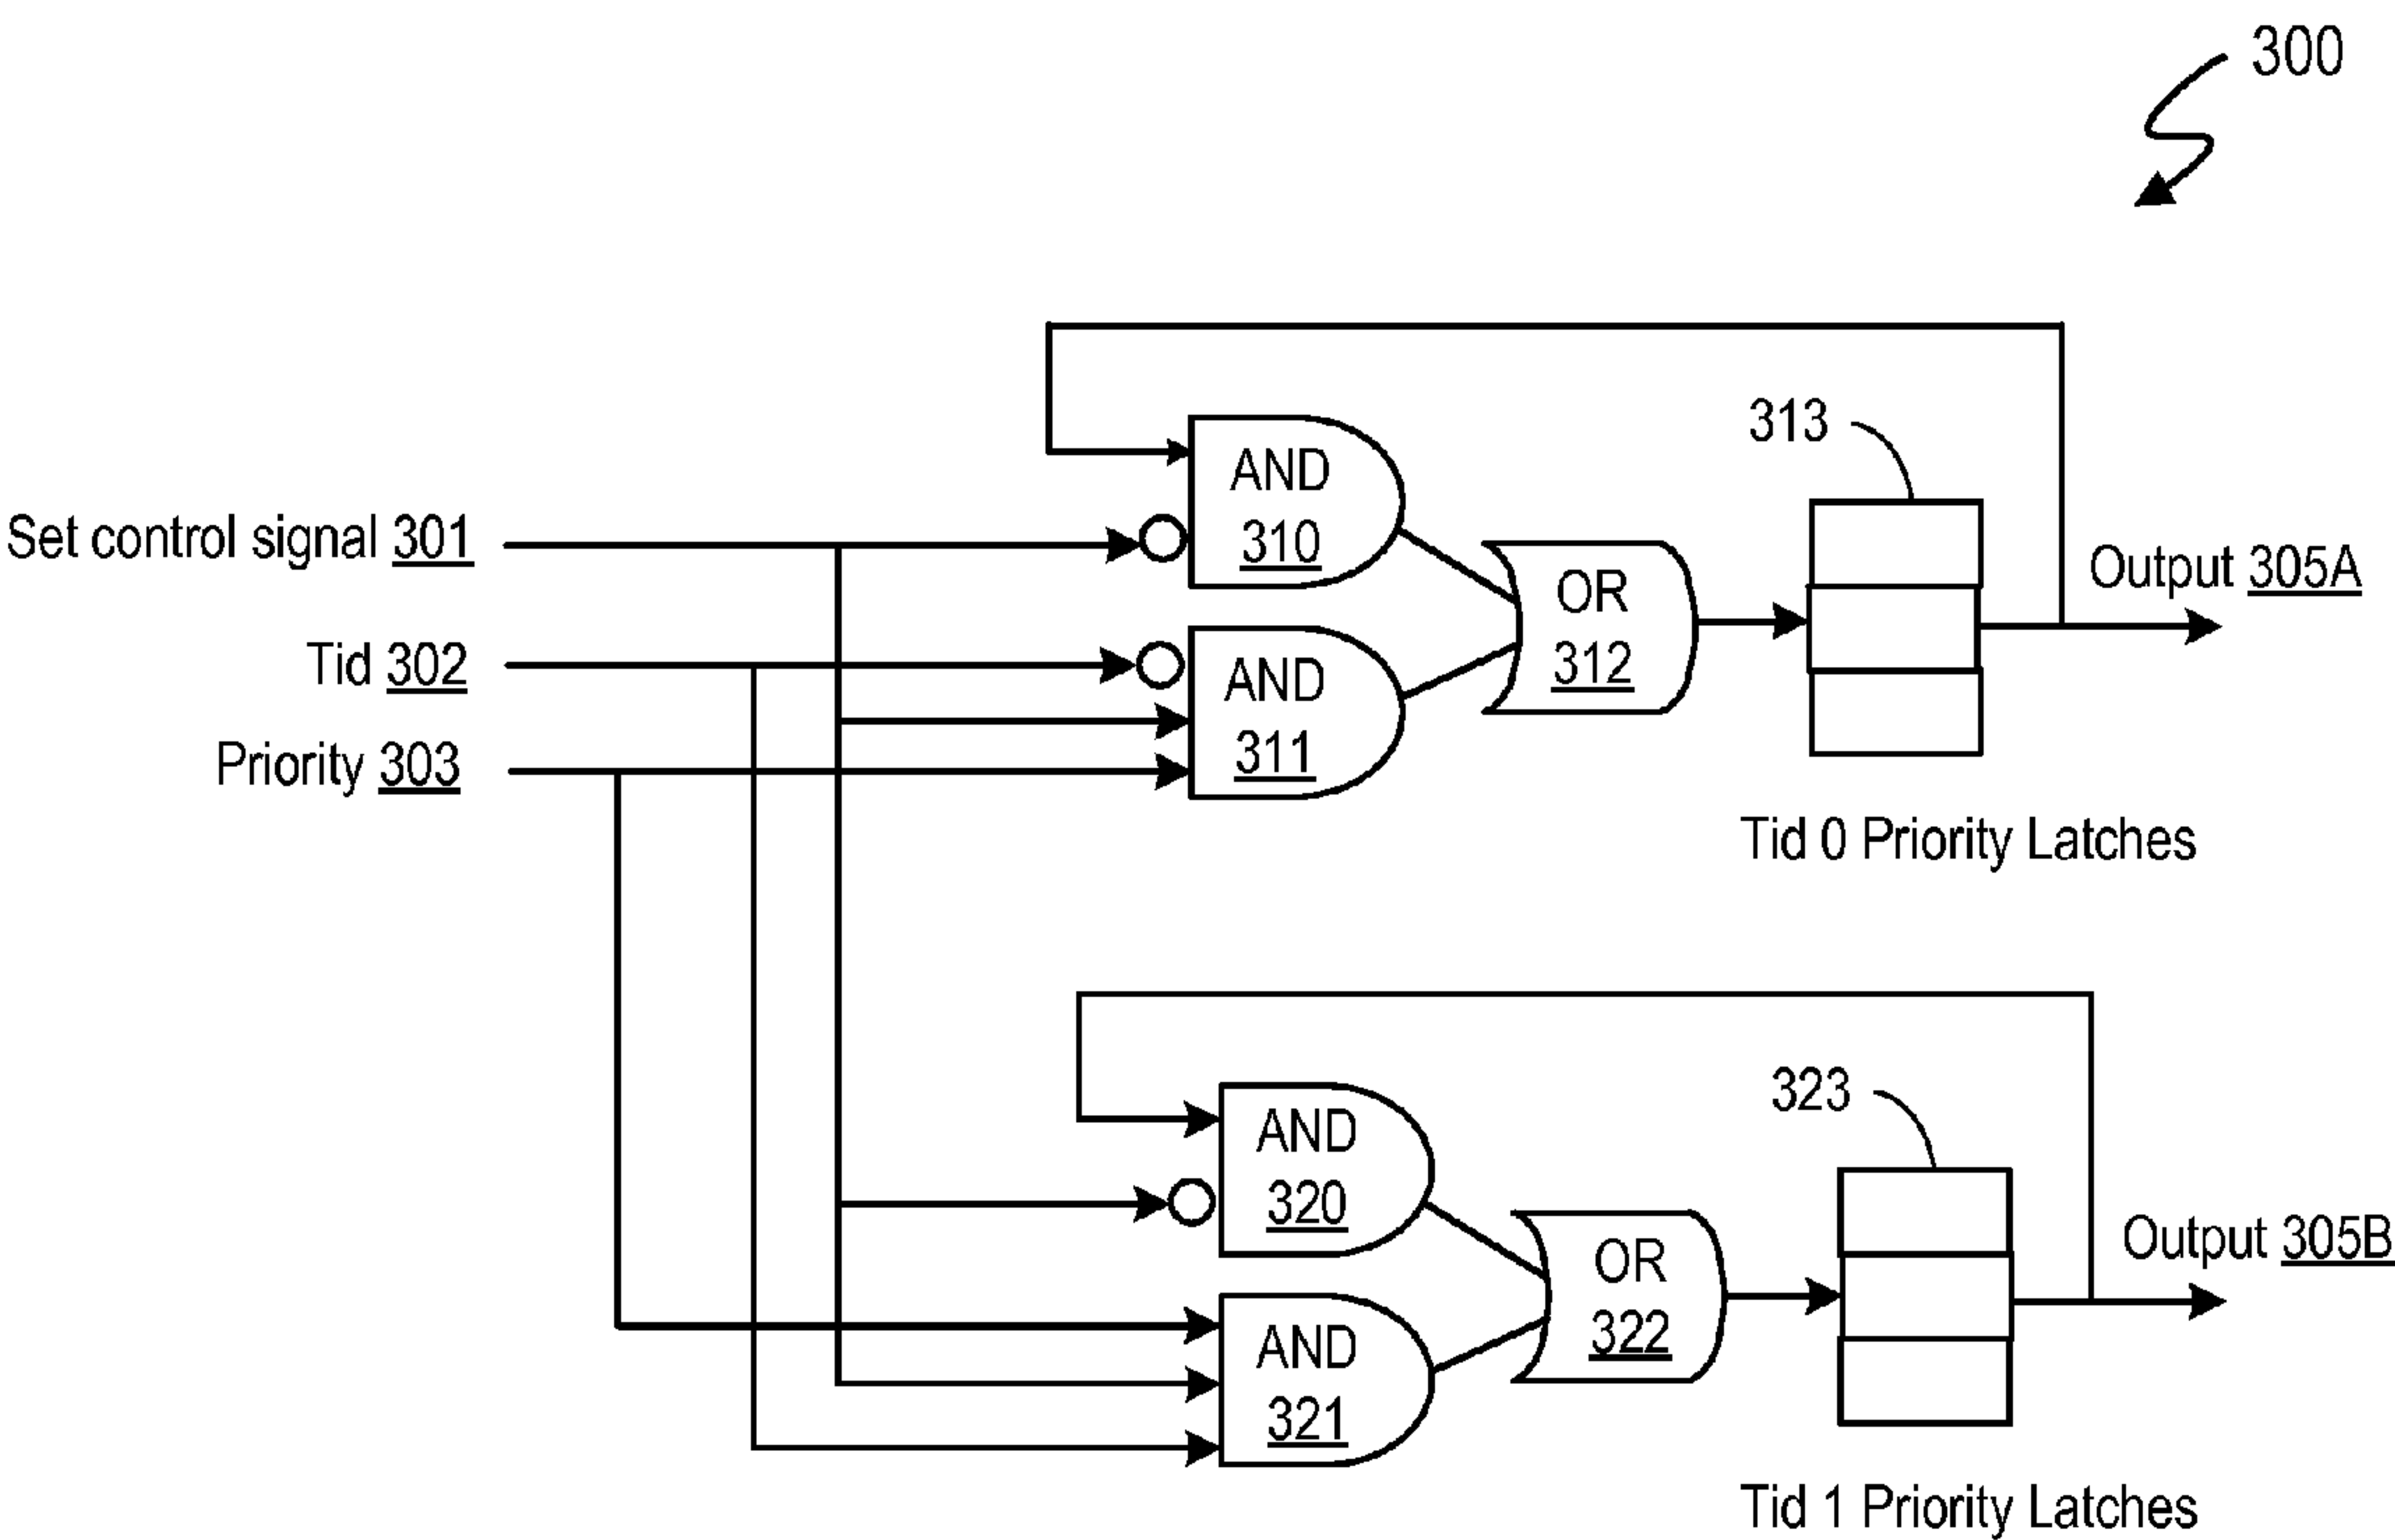 300
313
AND
310
Set control signal 301
OR
312
Output 305A
Tid 302
AND
311
Priority 303
Tid 0 Priority Latches
323
AND
320
OR
322
Output 305B
AND
321
Tid 1 Priority Latches